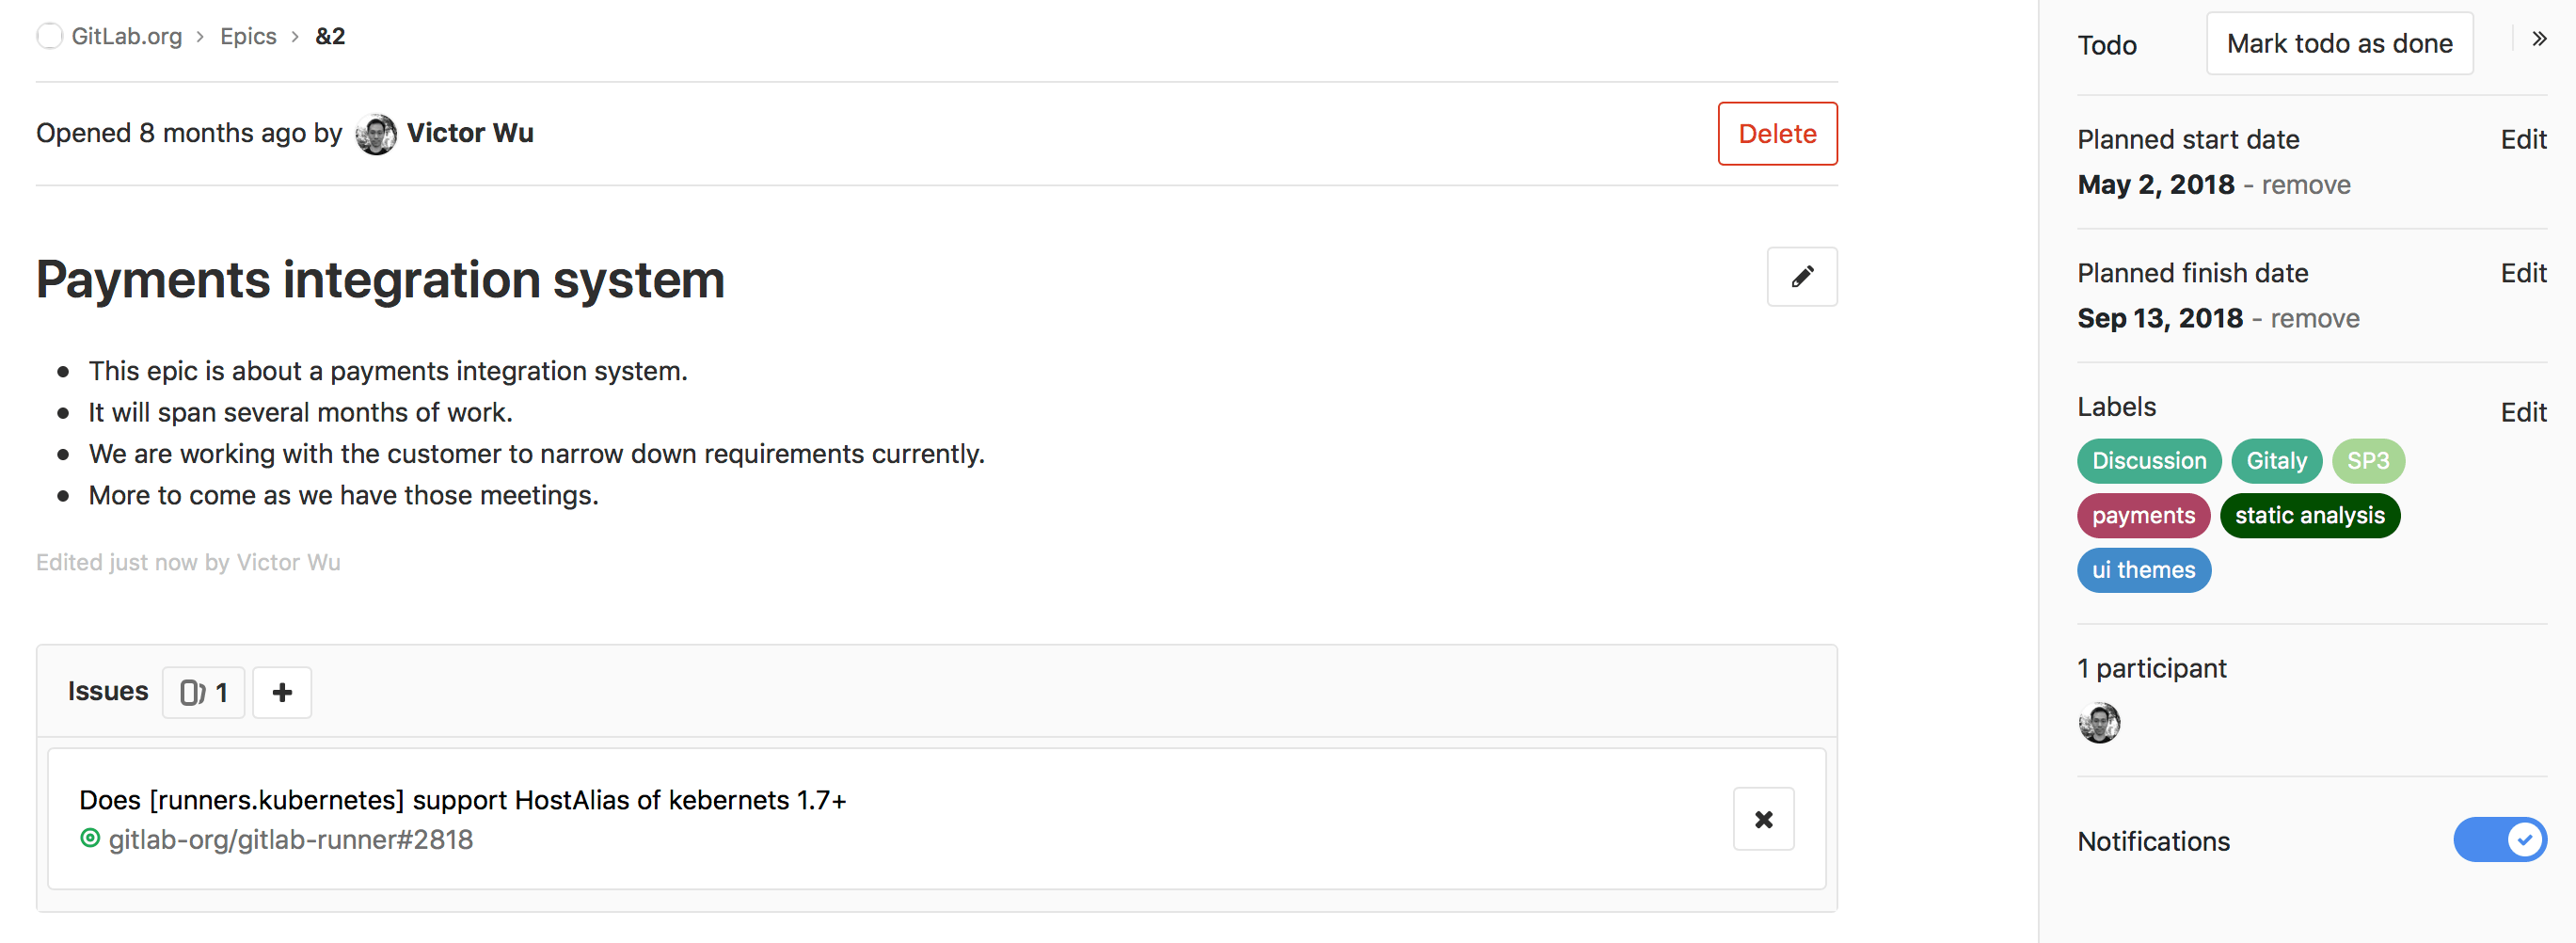 GitLab.org > Epics > &2
Opened 8 months ago by Victor Wu
Delete
Payments integration system
• This epic is about a payments integration system.
• It will span several months of work.
• We are working with the customer to narrow down requirements currently.
• More to come as we have those meetings.
Edited just now by Victor Wu
Issues 1 +
Does [runners.kubernetes] support HostAlias of kebernets 1.7+
gitlab-org/gitlab-runner#2818
Todo Mark todo as done »
Planned start date Edit
May 2, 2018 - remove
Planned finish date Edit
Sep 13, 2018 - remove
Labels Edit
Discussion Gitaly SP3
payments static analysis
ui themes
1 participant
Notifications